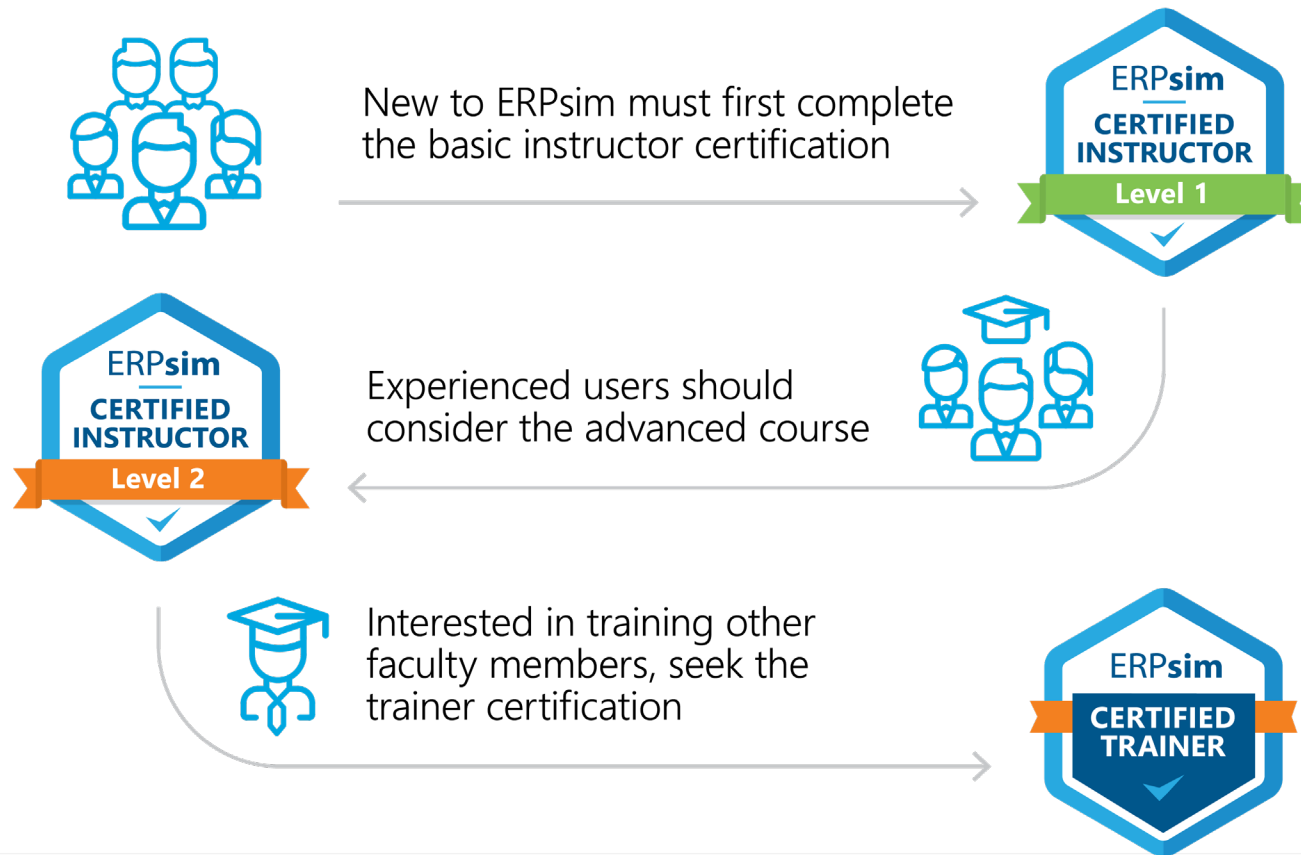 New to ERPsim must first complete
the basic instructor certification
ERPsim
CERTIFIED
INSTRUCTOR
Level 1
ERPsim
CERTIFIED
INSTRUCTOR
Level 2
Experienced users should
consider the advanced course
Interested in training other
faculty members, seek the
trainer certification
ERPsim
CERTIFIED
TRAINER